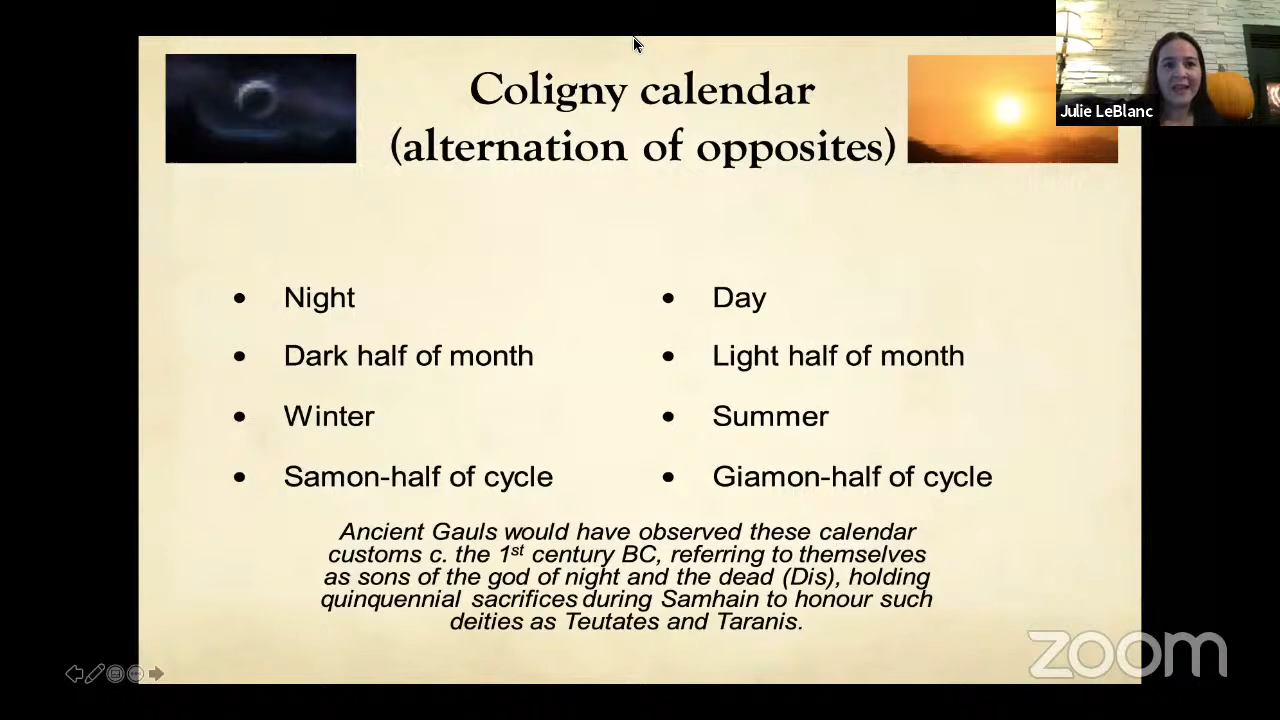 Coligny calendar
(alternation of opposites)
Julie LeBlanc
Night
Dark half of month
Winter
Samon-half of cycle
Day
Light half of month
Summer
Giamon-half of cycle
Ancient Gauls would have observed these calendar
customs c. the 1st century BC, referring to themselves
as sons of the god of night and the dead (Dis), holding
quinquennial sacrifices during Samhain to honour such
deities as Teutates and Taranis.
zoom